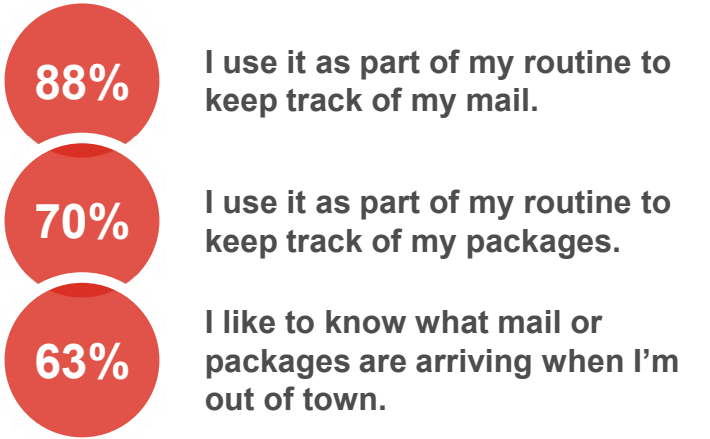 88%
I use it as part of my routine to
keep track of my mail.
70%
I use it as part of my routine to
keep track of my packages.
63%
I like to know what mail or
packages are arriving when I’m
out of town.